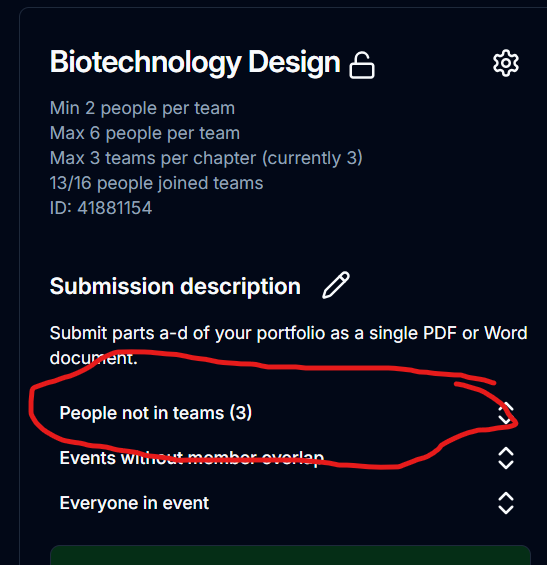 Biotechnology Design
Min 2 people per team
Max 6 people per team
Max 3 teams per chapter (currently 3)
13/16 people joined teams
ID: 41881154
Submission description
Submit parts a-d of your portfolio as a single PDF or Word
document.
People not in teams (3)
Events without member overlap
Everyone in event